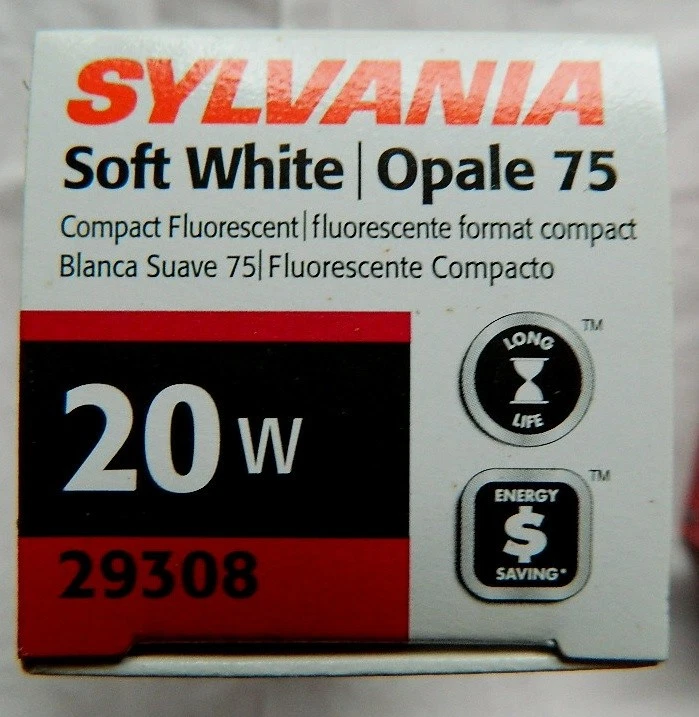 SYLVANIA
Soft White | Opale 75
Compact Fluorescent | fluorescente format compact
Blanca Suave 75 | Fluorescente Compacto
20 W
29308
LONG
LIFE
TM
ENERGY
$
SAVING*
TM